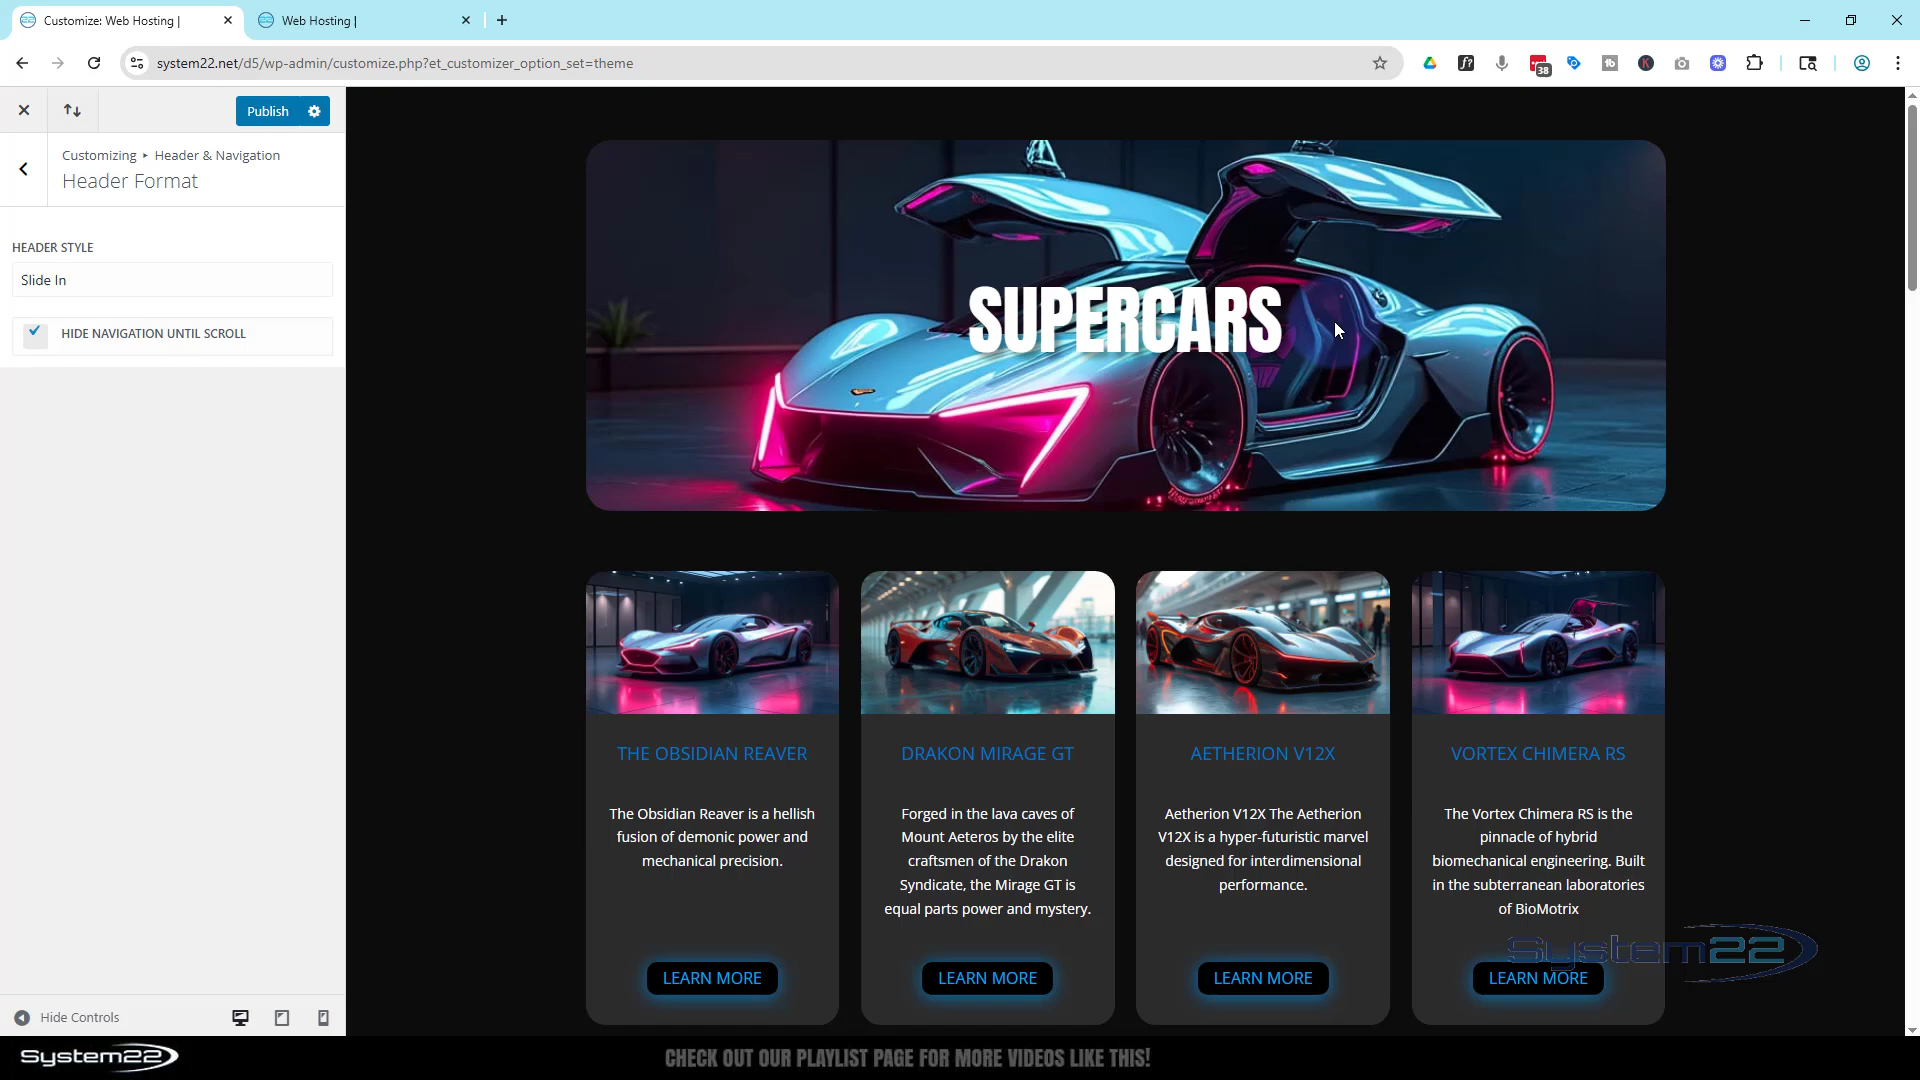 Customize: Web Hosting |
Web Hosting |
system22.net/d5/wp-admin/customize.php?et_customizer_option_set=theme
38
Publish
Customizing ▸ Header & Navigation
Header Format
HEADER STYLE
Slide In
HIDE NAVIGATION UNTIL SCROLL
SUPERCARS
THE OBSIDIAN REAVER
The Obsidian Reaver is a hellish
fusion of demonic power and
mechanical precision.
LEARN MORE
DRAKON MIRAGE GT
Forged in the lava caves of
Mount Aeteros by the elite
craftsmen of the Drakon
Syndicate, the Mirage GT is
equal parts power and mystery.
LEARN MORE
AETHERION V12X
Aetherion V12X The Aetherion
V12X is a hyper-futuristic marvel
designed for interdimensional
performance.
LEARN MORE
VORTEX CHIMERA RS
The Vortex Chimera RS is the
pinnacle of hybrid
biomechanical engineering. Built
in the subterranean laboratories
of BioMotrix
LEARN MORE
System22
Hide Controls
System22
CHECK OUT OUR PLAYLIST PAGE FOR MORE VIDEOS LIKE THIS!